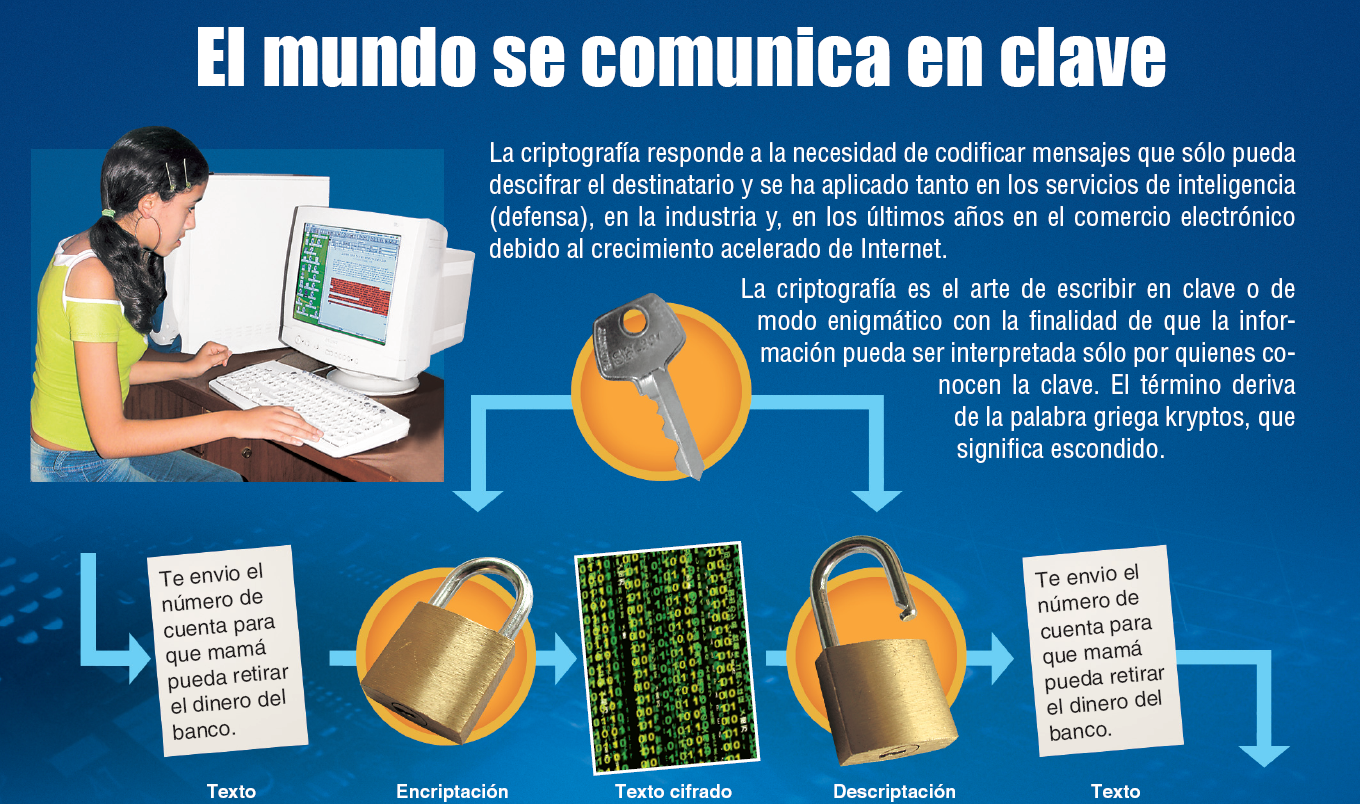 El mundo se comunica en clave
La criptografía responde a la necesidad de codificar mensajes que sólo pueda
descifrar el destinatario y se ha aplicado tanto en los servicios de inteligencia
(defensa), en la industria y, en los últimos años en el comercio electrónico
debido al crecimiento acelerado de Internet.
La criptografía es el arte de escribir en clave o de
modo enigmático con la finalidad de que la infor-
mación pueda ser interpretada sólo por quienes co-
nocen la clave. El término deriva
de la palabra griega kryptos, que
significa escondido.
Te envio el
número de
cuenta para
que mamá
pueda retirar
el dinero del
banco.
Te envio el
número de
cuenta para
que mamá
pueda retirar
el dinero del
banco.
Texto
Encriptación
Texto cifrado
Descriptación
Texto